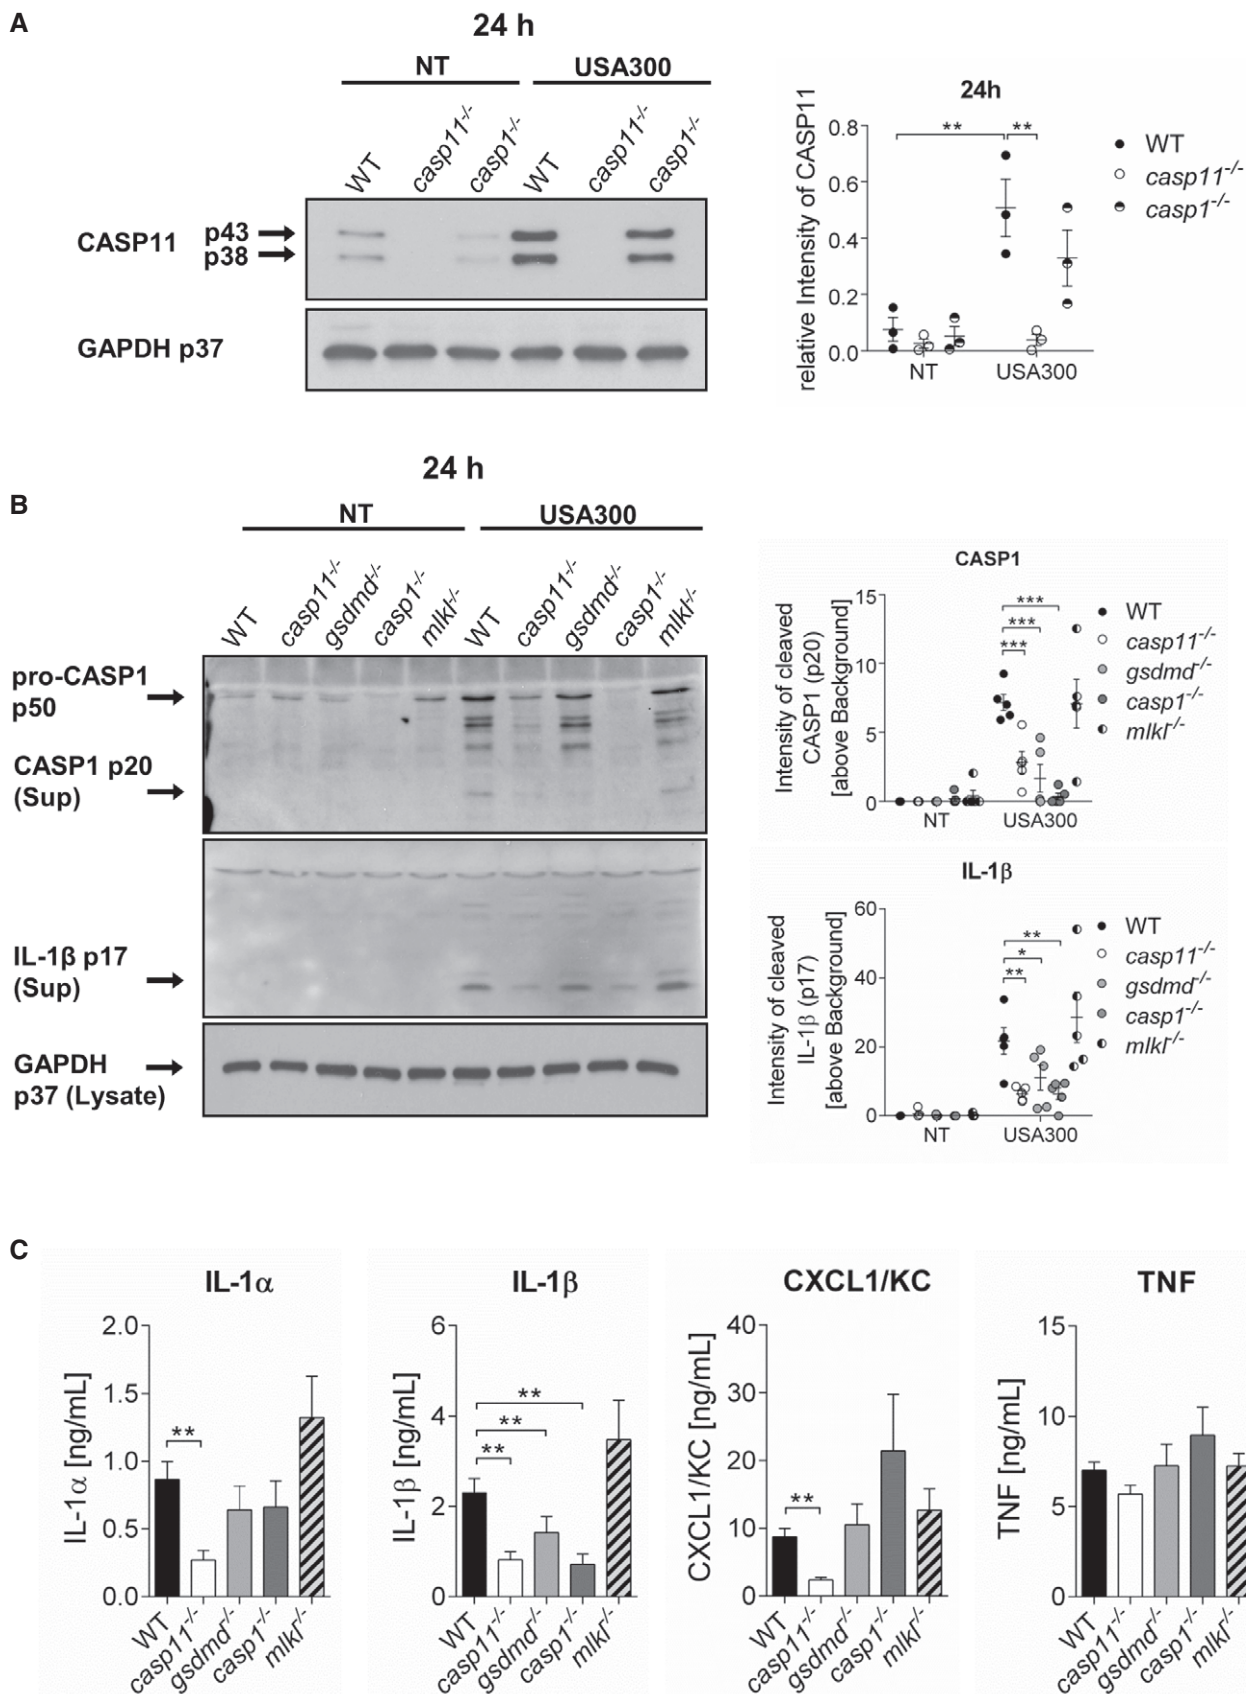 A
24 h
NT USA300
WT casp11-/- casp1-/- WT casp11-/- casp1-/-
CASP11 p43
p38
GAPDH p37
24h
relative Intensity of CASP11
0.8
0.6
0.4
0.2
0.0
** **
NT USA300
WT
casp11-/-
casp1-/-
B
24 h
NT USA300
WT casp11-/- gsdmd-/- casp1-/- mlkl-/- WT casp11-/- gsdmd-/- casp1-/- mlkl-/-
pro-CASP1
p50
CASP1 p20
(Sup)
IL-1β p17
(Sup)
GAPDH
p37 (Lysate)
CASP1
Intensity of cleaved
CASP1 (p20)
[above Background]
15
10
5
0
***
***
***
NT USA300
WT
casp11-/-
gsdmd-/-
casp1-/-
mlkl-/-
IL-1β
Intensity of cleaved
IL-1β (p17)
[above Background]
60
40
20
0
**
*
**
NT USA300
WT
casp11-/-
gsdmd-/-
casp1-/-
mlkl-/-
C
IL-1α
IL-1α [ng/mL]
2.0
1.5
1.0
0.5
0.0
**
WT casp11-/- gsdmd-/- casp1-/- mlkl-/-
IL-1β
IL-1β [ng/mL]
6
4
2
0
**
**
**
WT casp11-/- gsdmd-/- casp1-/- mlkl-/-
CXCL1/KC
CXCL1/KC [ng/mL]
40
30
20
10
0
**
WT casp11-/- gsdmd-/- casp1-/- mlkl-/-
TNF
TNF [ng/mL]
15
10
5
0
WT casp11-/- gsdmd-/- casp1-/- mlkl-/-